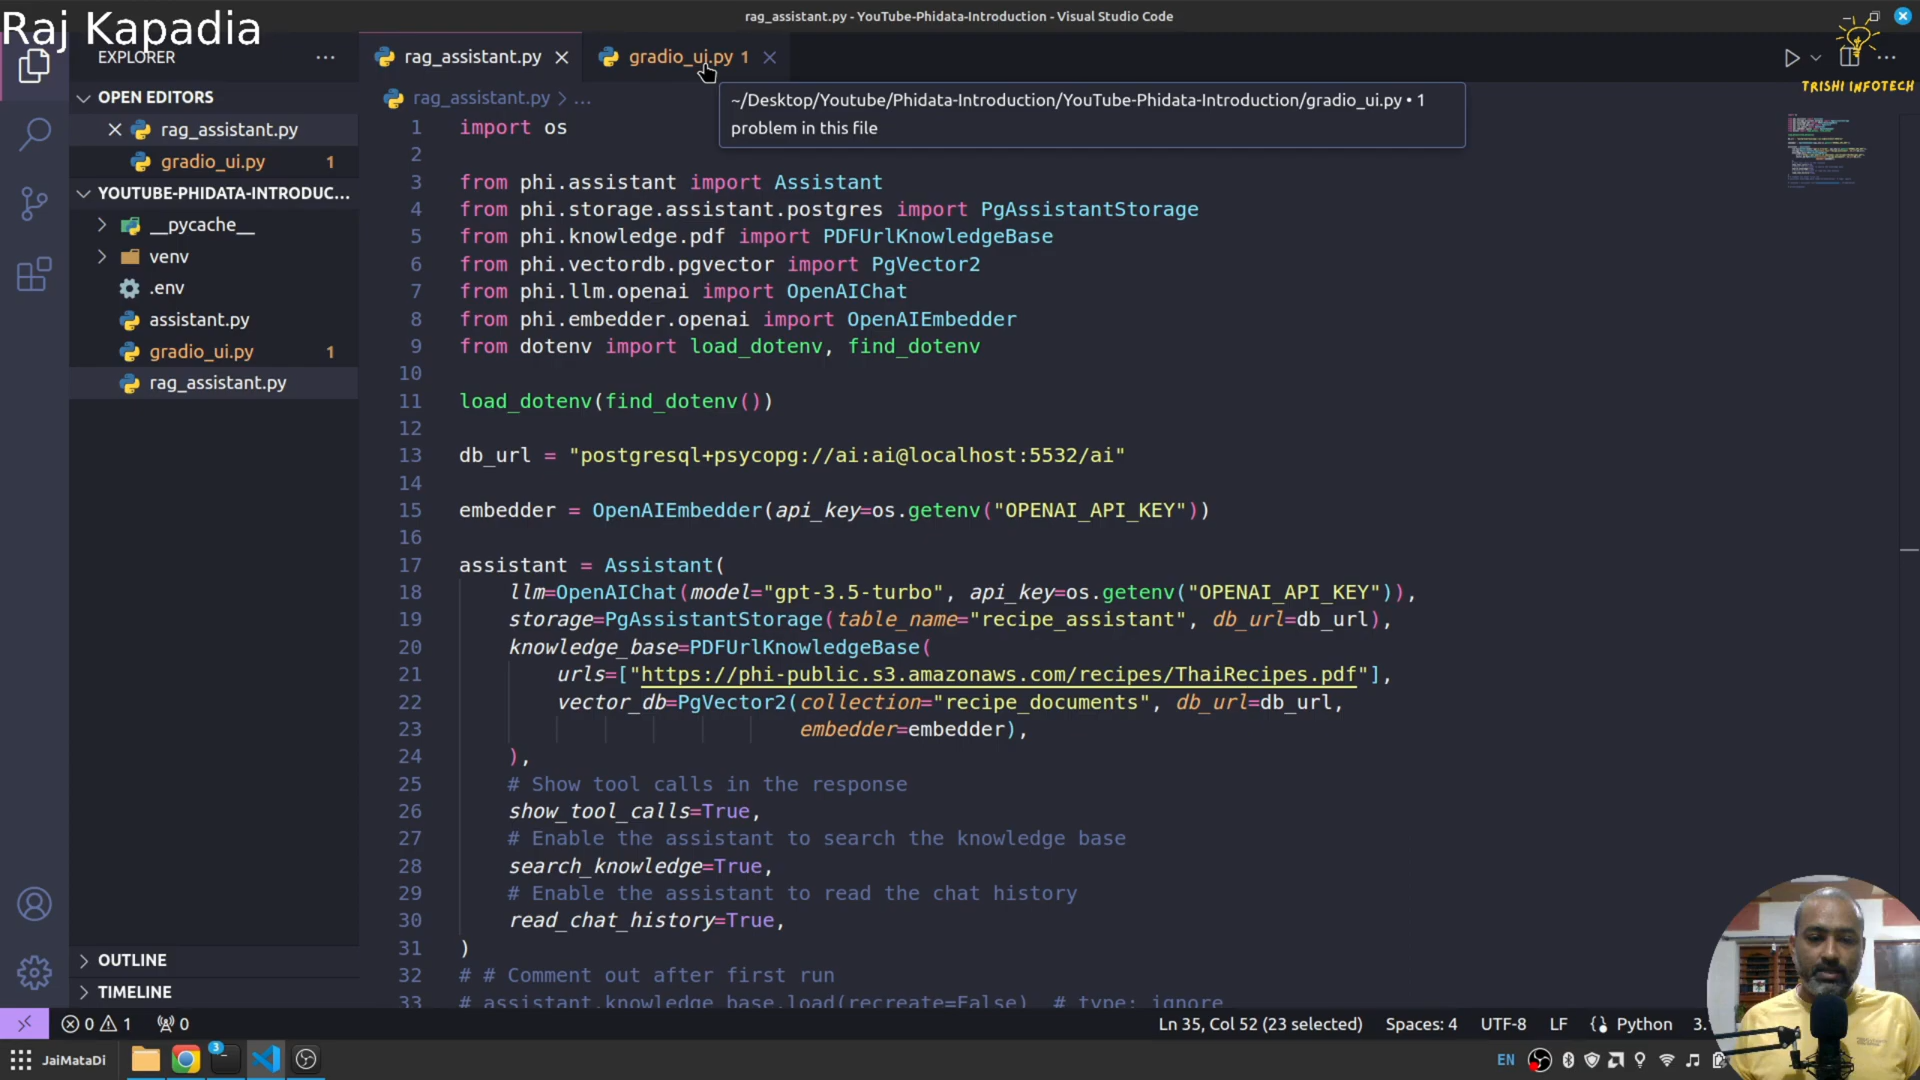 rag_assistant.py - YouTube-Phidata-Introduction - Visual Studio Code
Raj Kapadia
EXPLORER
OPEN EDITORS
rag_assistant.py
gradio_ui.py 1
YOUTUBE-PHIDATA-INTRODUC...
__pycache__
venv
.env
assistant.py
gradio_ui.py 1
rag_assistant.py
OUTLINE
TIMELINE
rag_assistant.py
gradio_ui.py 1
TRISHI INFOTECH
rag_assistant.py > ...
~/Desktop/Youtube/Phidata-Introduction/YouTube-Phidata-Introduction/gradio_ui.py • 1
problem in this file
1 import os
2
3 from phi.assistant import Assistant
4 from phi.storage.assistant.postgres import PgAssistantStorage
5 from phi.knowledge.pdf import PDFUrlKnowledgeBase
6 from phi.vectordb.pgvector import PgVector2
7 from phi.llm.openai import OpenAIChat
8 from phi.embedder.openai import OpenAIEmbedder
9 from dotenv import load_dotenv, find_dotenv
10
11 load_dotenv(find_dotenv())
12
13 db_url = "postgresql+psycopg://ai:ai@localhost:5532/ai"
14
15 embedder = OpenAIEmbedder(api_key=os.getenv("OPENAI_API_KEY"))
16
17 assistant = Assistant(
18 llm=OpenAIChat(model="gpt-3.5-turbo", api_key=os.getenv("OPENAI_API_KEY")),
19 storage=PgAssistantStorage(table_name="recipe_assistant", db_url=db_url),
20 knowledge_base=PDFUrlKnowledgeBase(
21 urls=["https://phi-public.s3.amazonaws.com/recipes/ThaiRecipes.pdf"],
22 vector_db=PgVector2(collection="recipe_documents", db_url=db_url,
23 embedder=embedder),
24 ),
25 # Show tool calls in the response
26 show_tool_calls=True,
27 # Enable the assistant to search the knowledge base
28 search_knowledge=True,
29 # Enable the assistant to read the chat history
30 read_chat_history=True,
31 )
32 # # Comment out after first run
33 # assistant.knowledge_base.load(recreate=False) # type: ignore
0 1 0
Ln 35, Col 52 (23 selected) Spaces: 4 UTF-8 LF Python 3.
JaiMataDi 3 EN